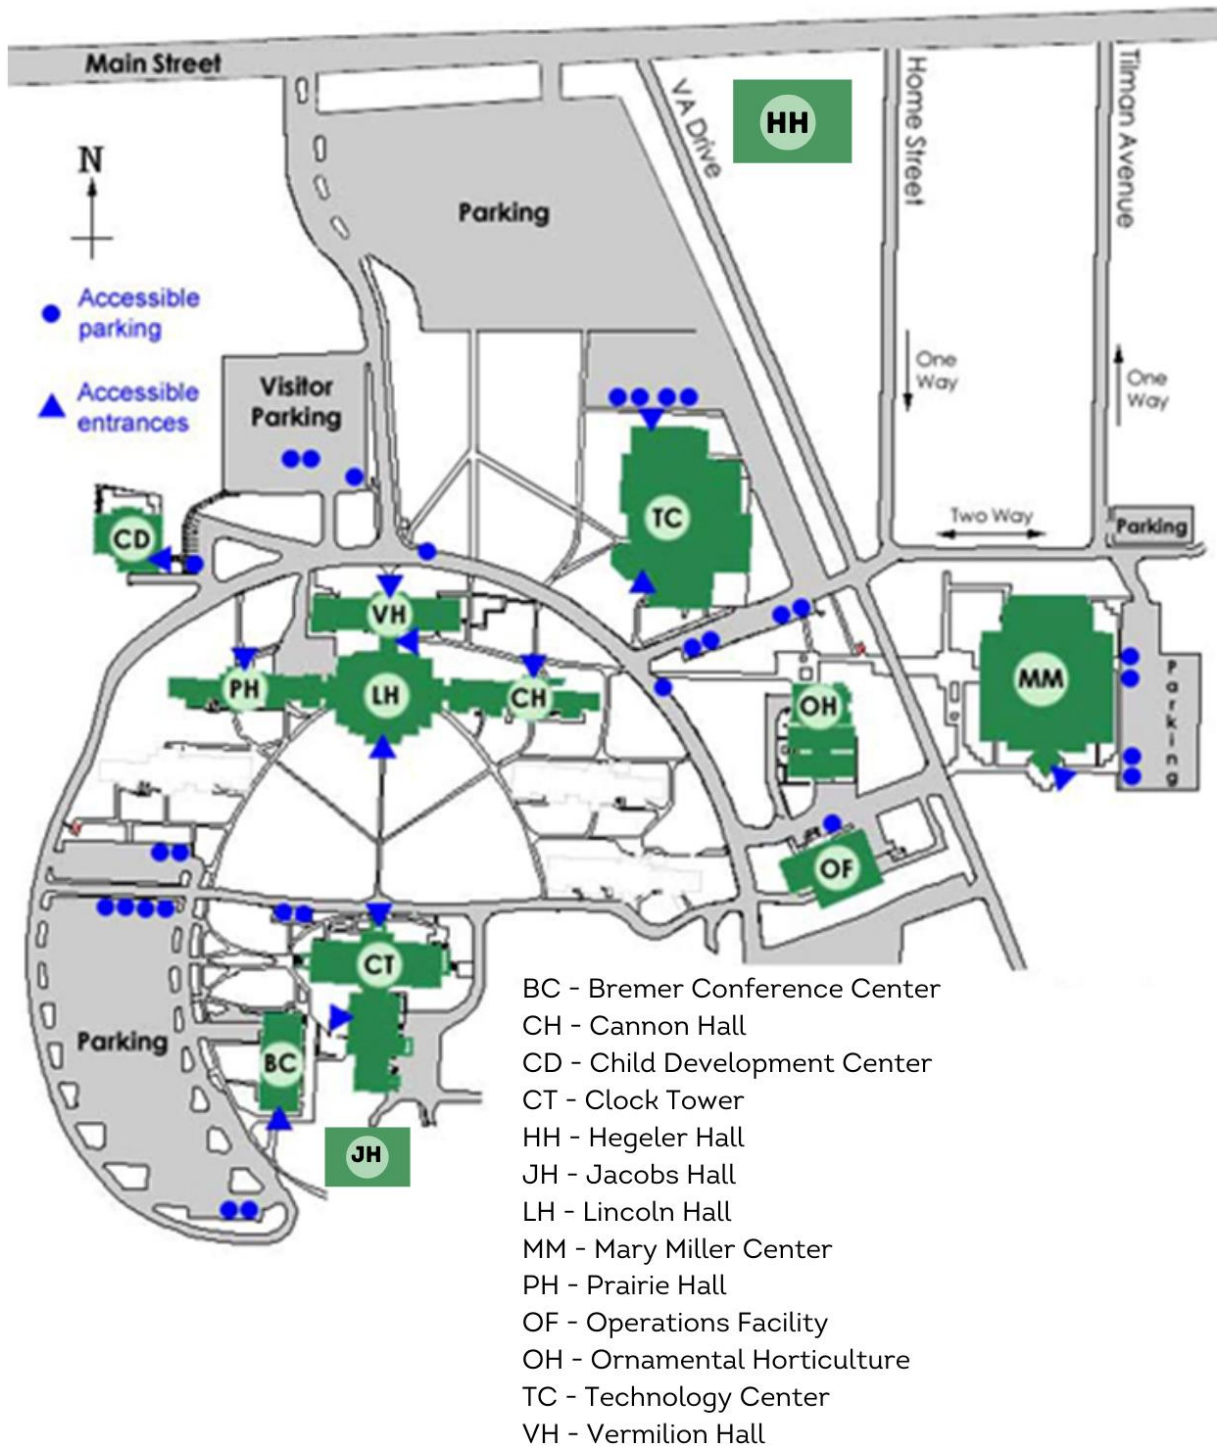 Main Street
VA Drive
HH
Home Street
Tilman Avenue
N
Parking
Accessible
parking
Accessible
entrances
Visitor
Parking
One
Way
One
Way
TC
Two Way
Parking
CD
VH
PH
LH
CH
OH
MM
Parking
OF
CT
Parking
BC
JH
BC - Bremer Conference Center
CH - Cannon Hall
CD - Child Development Center
CT - Clock Tower
HH - Hegeler Hall
JH - Jacobs Hall
LH - Lincoln Hall
MM - Mary Miller Center
PH - Prairie Hall
OF - Operations Facility
OH - Ornamental Horticulture
TC - Technology Center
VH - Vermilion Hall